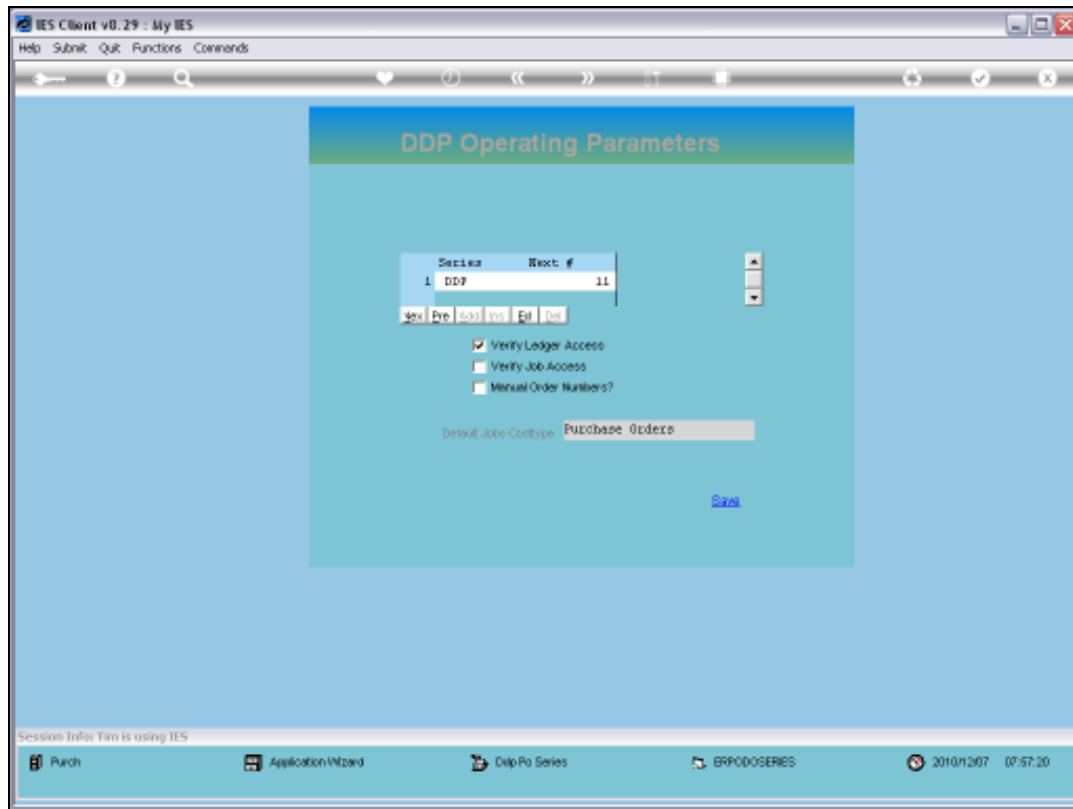 IES Client v8.29 : My IES
Help Submit Quit Functions Commands
DDP Operating Parameters
Series Next #
1 DDP 11
Nex Pre Add Ins Del
Verify Ledger Access
Verify Job Access
Manual Order Numbers?
Default Jobs Costtype Purchase Orders
Save
Session Info: Tim is using IES
Purch Application Wizard Po Series ERPODOSERIES 2010/12/07 07:57:20